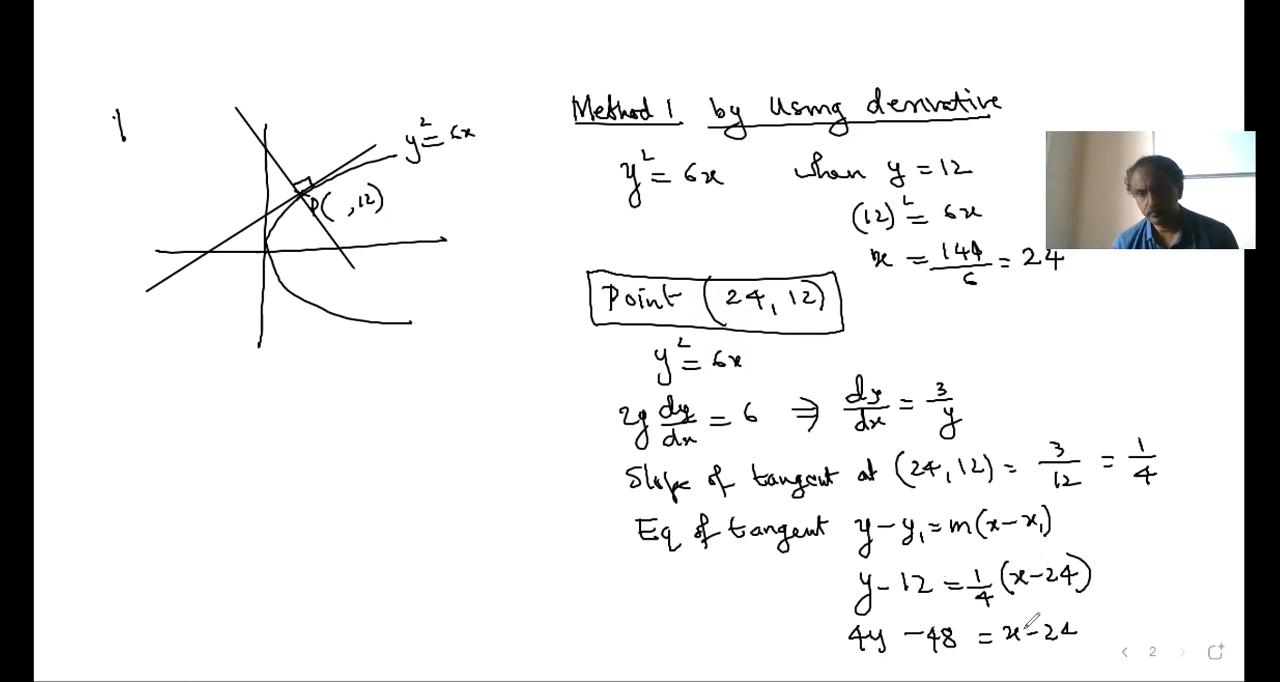 1
y² = 6x
P( , 12)
Method 1 by Using derivative
y² = 6x when y = 12
(12)² = 6x
x = 144/6 = 24
Point (24, 12)
y² = 6x
2y dy/dx = 6 ⇒ dy/dx = 3/y
Slope of tangent at (24, 12) = 3/12 = 1/4
Eq of tangent y - y₁ = m(x - x₁)
y - 12 = 1/4 (x - 24)
4y - 48 = x - 24
< 2 >